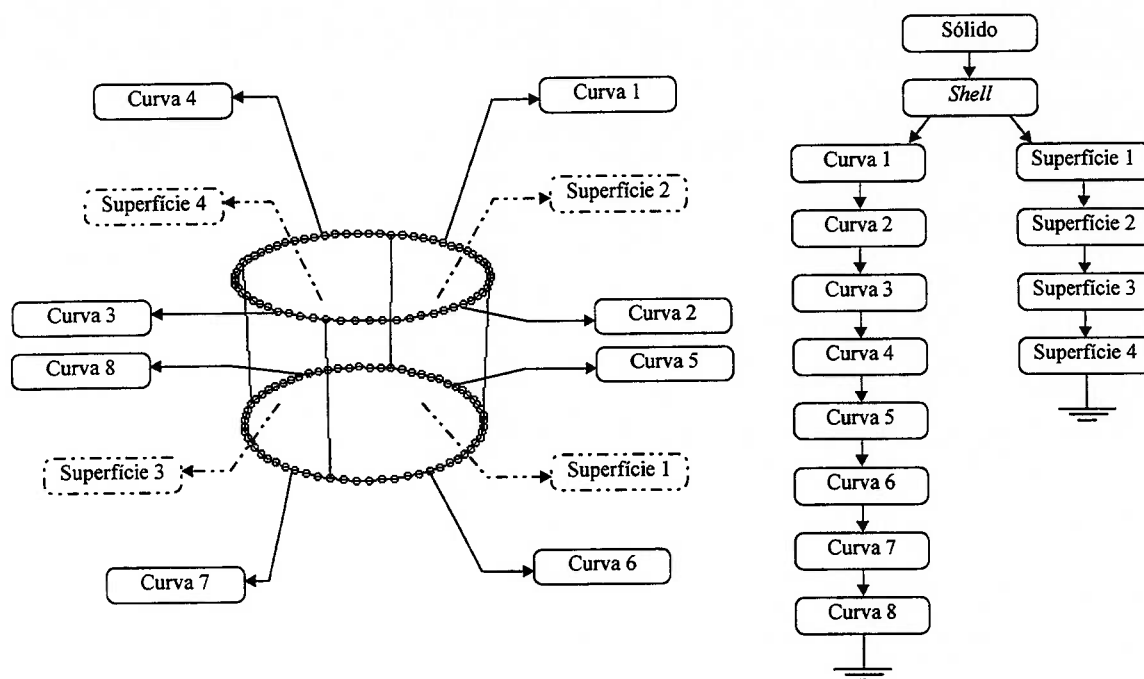 Curva 4
Curva 1
Superfície 4
Superfície 2
Curva 3
Curva 2
Curva 8
Curva 5
Superfície 3
Superfície 1
Curva 7
Curva 6
Sólido
Shell
Curva 1
Curva 2
Curva 3
Curva 4
Curva 5
Curva 6
Curva 7
Curva 8
Superfície 1
Superfície 2
Superfície 3
Superfície 4